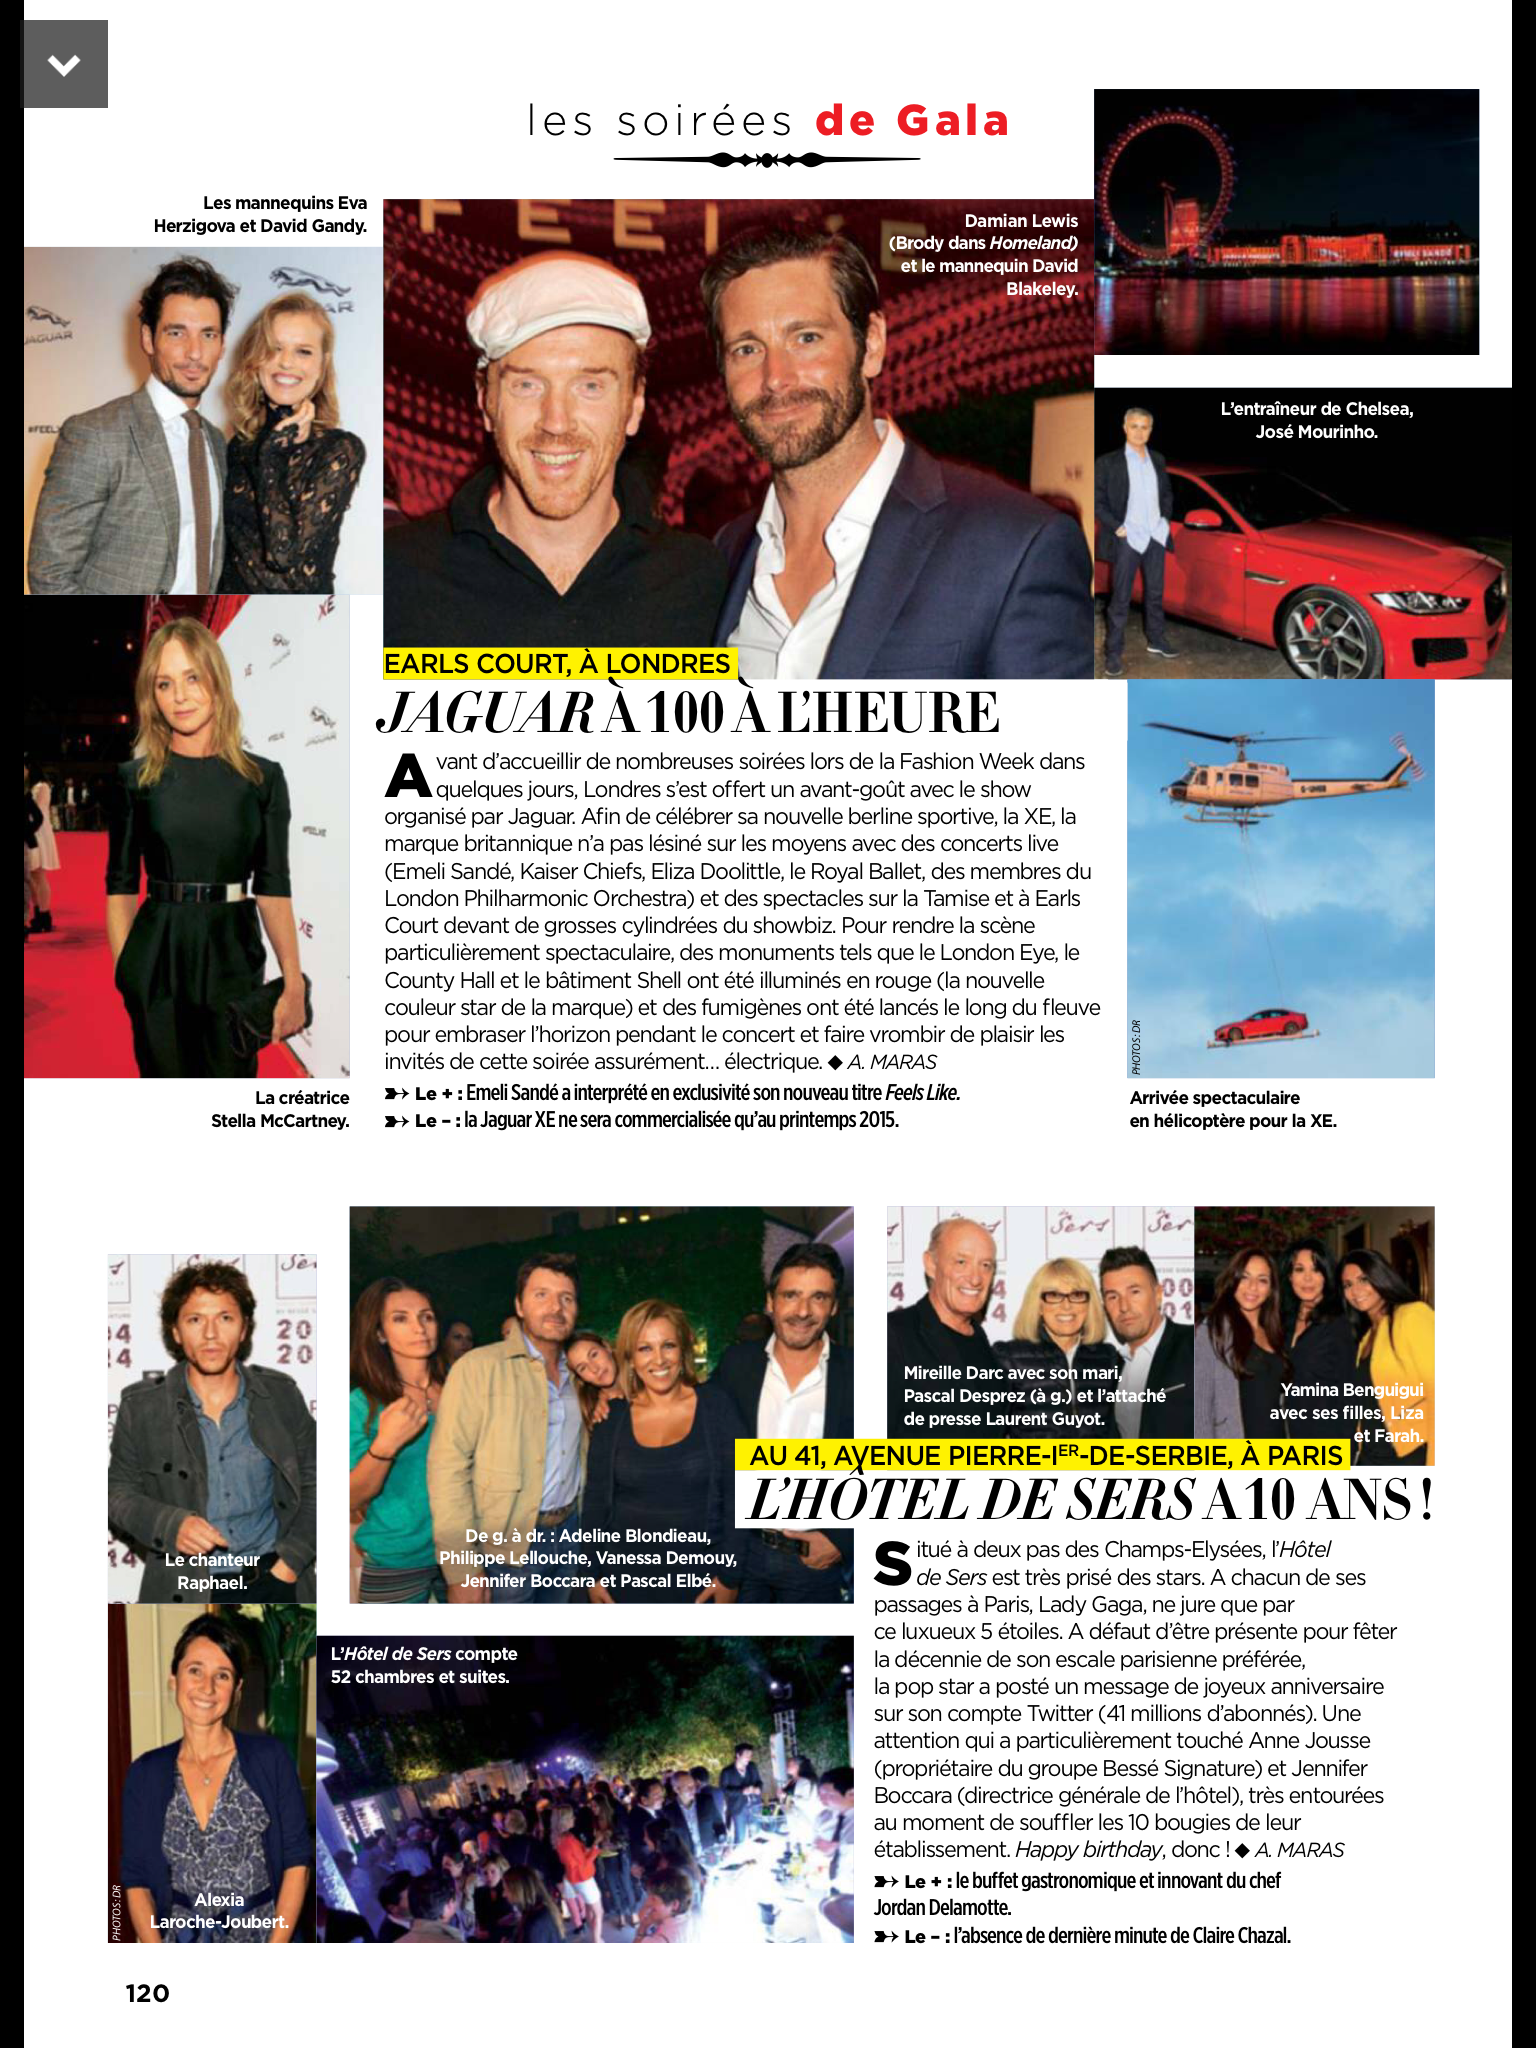 les soirées de Gala
Les mannequins Eva
Herzigova et David Gandy.
Damian Lewis
(Brody dans Homeland)
et le mannequin David
Blakeley.
L'entraîneur de Chelsea,
José Mourinho.
JAGUAR
FEEL
XE
EARLS COURT, À LONDRES
JAGUAR À 100 À L'HEURE
Avant d'accueillir de nombreuses soirées lors de la Fashion Week dans
quelques jours, Londres s'est offert un avant-goût avec le show
organisé par Jaguar. Afin de célébrer sa nouvelle berline sportive, la XE, la
marque britannique n'a pas lésiné sur les moyens avec des concerts live
(Emeli Sandé, Kaiser Chiefs, Eliza Doolittle, le Royal Ballet, des membres du
London Philharmonic Orchestra) et des spectacles sur la Tamise et à Earls
Court devant de grosses cylindrées du showbiz. Pour rendre la scène
particulièrement spectaculaire, des monuments tels que le London Eye, le
County Hall et le bâtiment Shell ont été illuminés en rouge (la nouvelle
couleur star de la marque) et des fumigènes ont été lancés le long du fleuve
pour embraser l'horizon pendant le concert et faire vrombir de plaisir les
invités de cette soirée assurément… électrique. ◆ A. MARAS
➳ Le + : Emeli Sandé a interprété en exclusivité son nouveau titre Feels Like.
➳ Le – : la Jaguar XE ne sera commercialisée qu'au printemps 2015.
La créatrice
Stella McCartney.
PHOTOS : DR
Arrivée spectaculaire
en hélicoptère pour la XE.
Le chanteur
Raphael.
De g. à dr. : Adeline Blondieau,
Philippe Lellouche, Vanessa Demouy,
Jennifer Boccara et Pascal Elbé.
Mireille Darc avec son mari,
Pascal Desprez (à g.) et l'attaché
de presse Laurent Guyot.
Yamina Benguigui
avec ses filles, Liza
et Farah.
AU 41, AVENUE PIERRE-IER-DE-SERBIE, À PARIS
L'HÔTEL DE SERS A 10 ANS !
Situé à deux pas des Champs-Elysées, l'Hôtel
de Sers est très prisé des stars. A chacun de ses
passages à Paris, Lady Gaga, ne jure que par
ce luxueux 5 étoiles. A défaut d'être présente pour fêter
la décennie de son escale parisienne préférée,
la pop star a posté un message de joyeux anniversaire
sur son compte Twitter (41 millions d'abonnés). Une
attention qui a particulièrement touché Anne Jousse
(propriétaire du groupe Bessé Signature) et Jennifer
Boccara (directrice générale de l'hôtel), très entourées
au moment de souffler les 10 bougies de leur
établissement. Happy birthday, donc ! ◆ A. MARAS
➳ Le + : le buffet gastronomique et innovant du chef
Jordan Delamotte.
➳ Le – : l'absence de dernière minute de Claire Chazal.
L'Hôtel de Sers compte
52 chambres et suites.
Alexia
Laroche-Joubert.
PHOTOS : DR
120